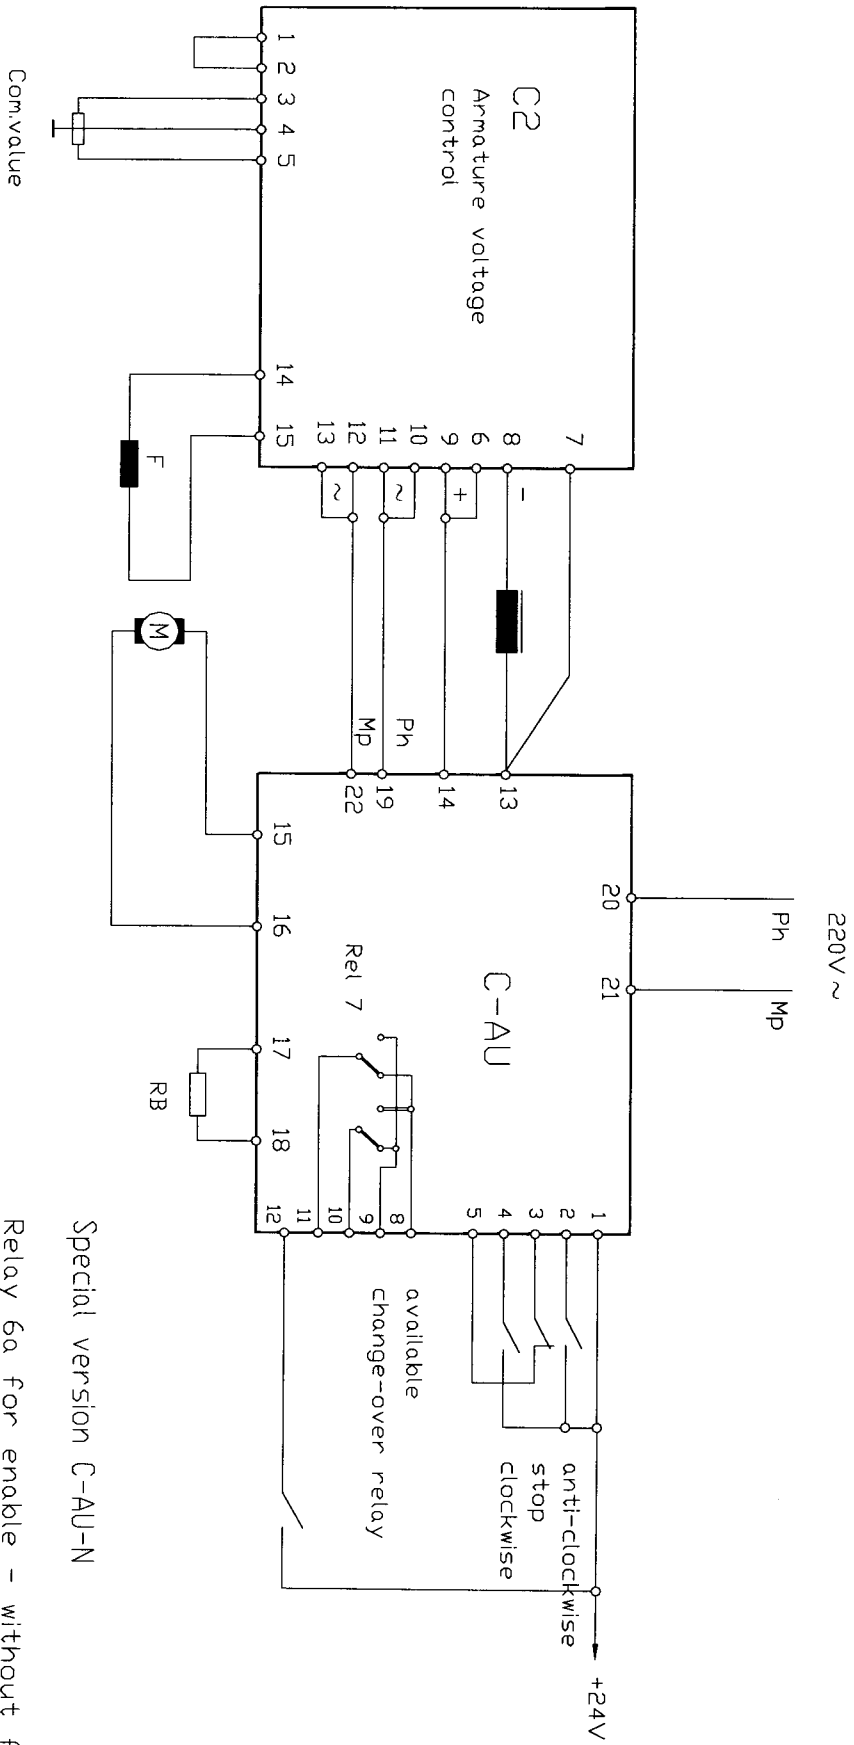 220V ~
Ph
Mp
20
21
C2
Armature voltage
control
C-AU
Rel 7
1
2
3
4
5
14
15
7
8
6
9
10
11
12
13
-
+
~
~
Ph
Mp
13
14
19
22
15
16
17
18
12
11
10
9
8
5
4
3
2
1
Com.value
F
M
RB
available
change-over relay
anti-clockwise
stop
clockwise
+24V
Special version C-AU-N
Relay 6a for enable - without